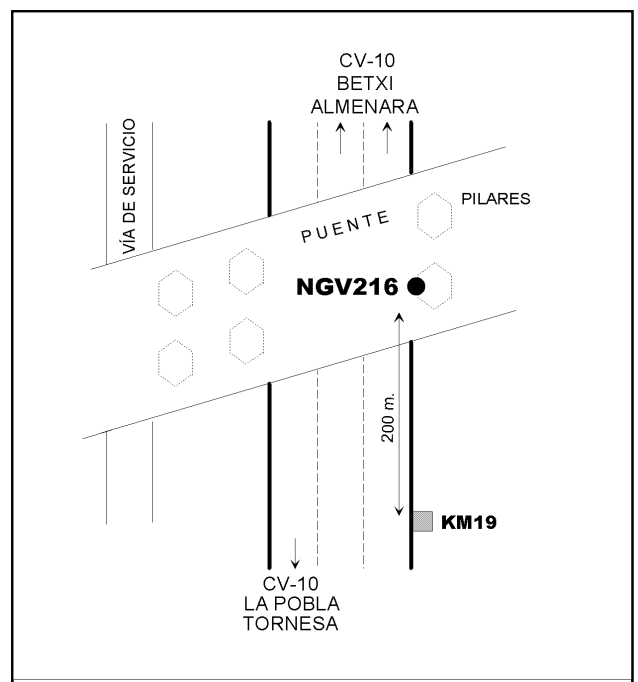 CV-10
BETXI
ALMENARA
VÍA DE SERVICIO
PILARES
PUENTE
NGV216
200 m.
KM19
CV-10
LA POBLA
TORNESA